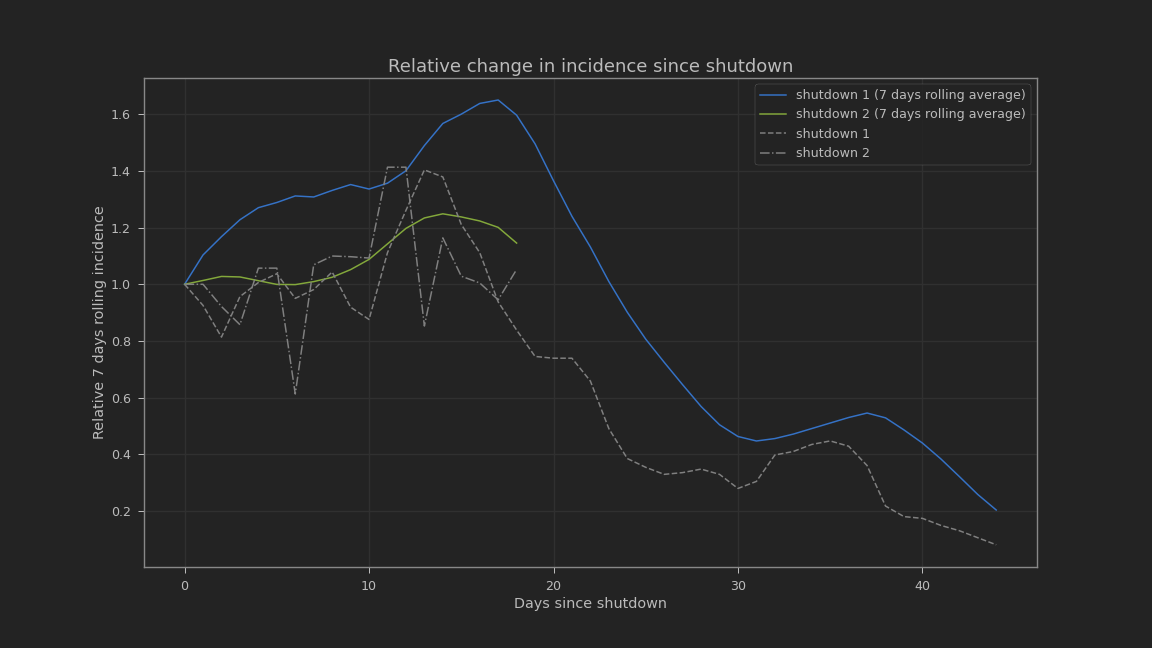 Relative change in incidence since shutdown
shutdown 1 (7 days rolling average)
shutdown 2 (7 days rolling average)
shutdown 1
shutdown 2
Relative 7 days rolling incidence
1.6
1.4
1.2
1.0
0.8
0.6
0.4
0.2
0 10 20 30 40
Days since shutdown